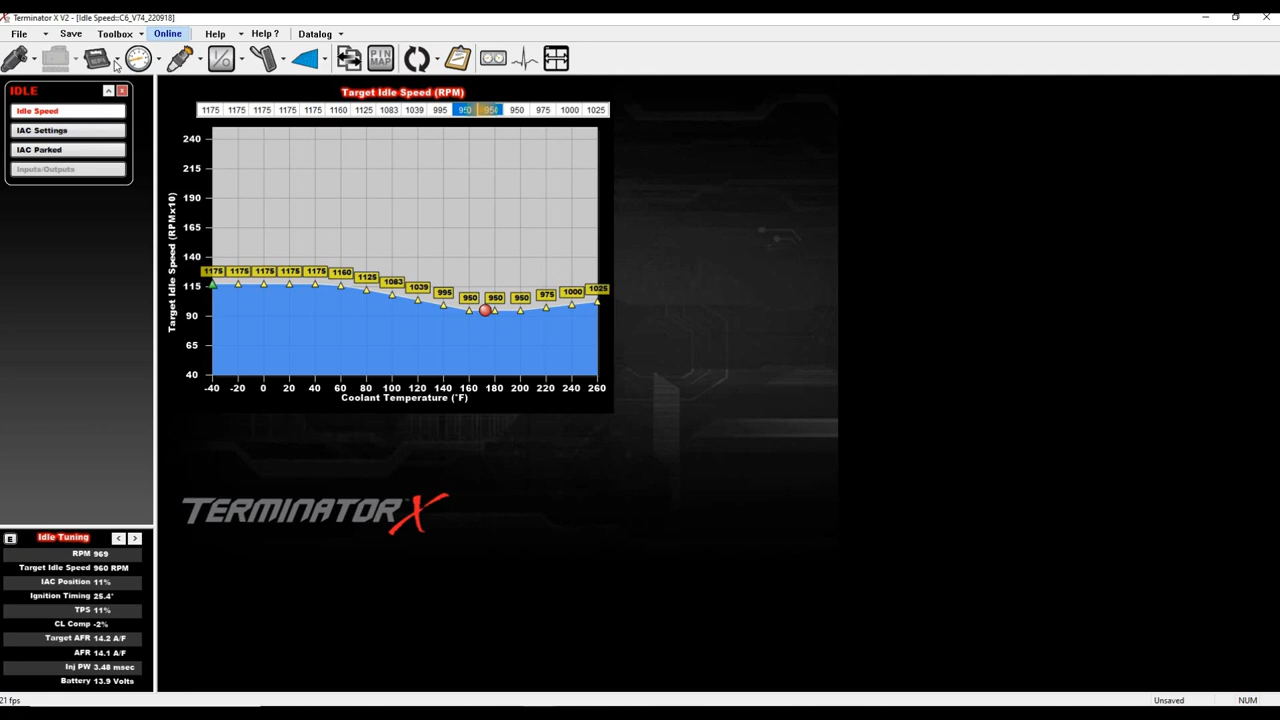 Terminator X V2 - [Idle Speed::C6_V74_220918]
File Save Toolbox Online Help Help ? Datalog
PIN MAP
IDLE
Idle Speed
IAC Settings
IAC Parked
Inputs/Outputs
Target Idle Speed (RPM)
1175 1175 1175 1175 1175 1160 1125 1083 1039 995 950 950 950 975 1000 1025
240
215
190
165
140
115
90
65
40
Target Idle Speed (RPMx10)
1175 1175 1175 1175 1175 1160 1125 1083 1039 995 950 950 950 975 1000 1025
-40 -20 0 20 40 60 80 100 120 140 160 180 200 220 240 260
Coolant Temperature (°F)
TERMINATOR X
E Idle Tuning < >
RPM 969
Target Idle Speed 960 RPM
IAC Position 11%
Ignition Timing 25.4°
TPS 11%
CL Comp -2%
Target AFR 14.2 A/F
AFR 14.1 A/F
Inj PW 3.48 msec
Battery 13.9 Volts
21 fps Unsaved NUM